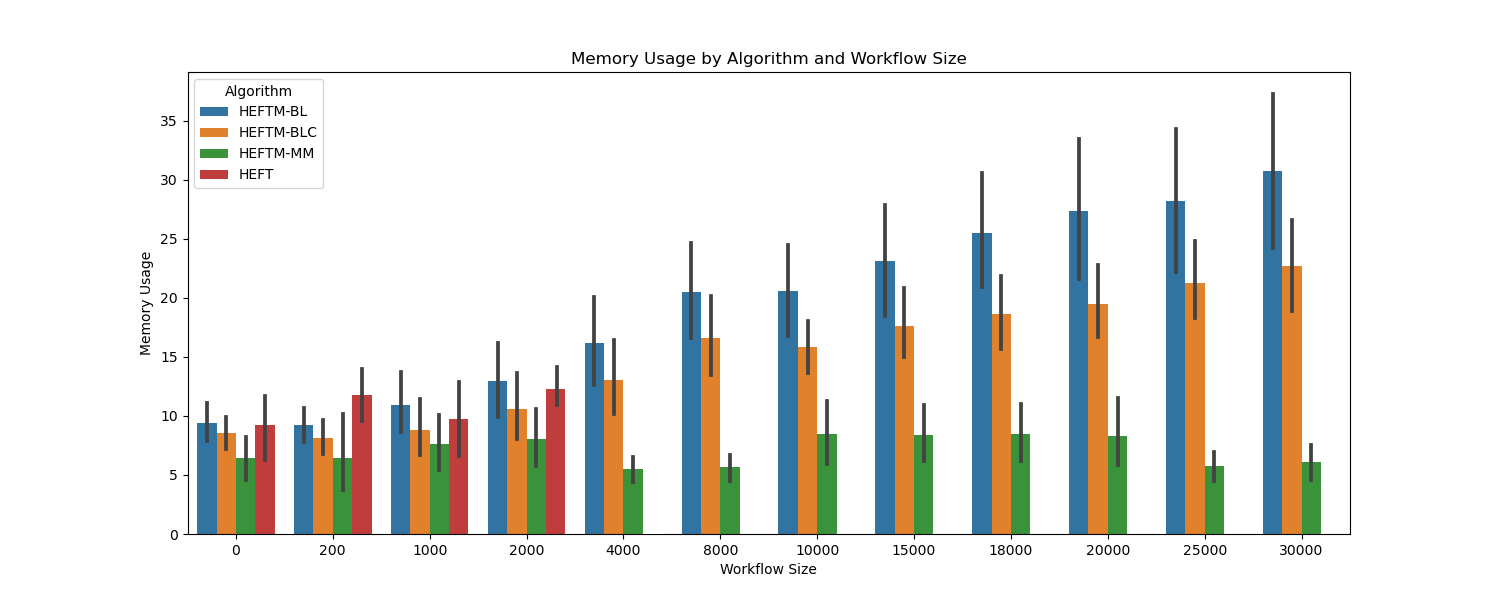 Memory Usage by Algorithm and Workflow Size
Algorithm
HEFTM-BL
HEFTM-BLC
HEFTM-MM
HEFT
Memory Usage
35
30
25
20
15
10
5
0
0 200 1000 2000 4000 8000 10000 15000 18000 20000 25000 30000
Workflow Size